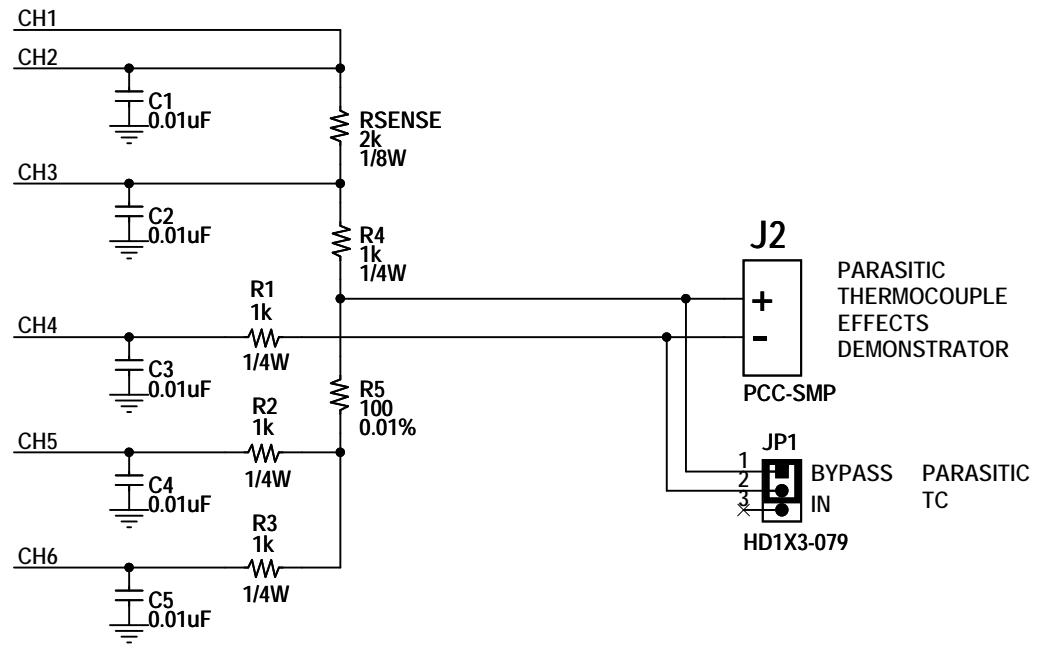 CH1
CH2
C1
0.01uF
RSENSE
2k
1/8W
CH3
C2
0.01uF
R4
1k
1/4W
J2
+
-
PARASITIC
THERMOCOUPLE
EFFECTS
DEMONSTRATOR
PCC-SMP
CH4
R1
1k
1/4W
C3
0.01uF
R5
100
0.01%
CH5
R2
1k
1/4W
C4
0.01uF
JP1
1
2
3
BYPASS PARASITIC
IN TC
HD1X3-079
CH6
R3
1k
1/4W
C5
0.01uF